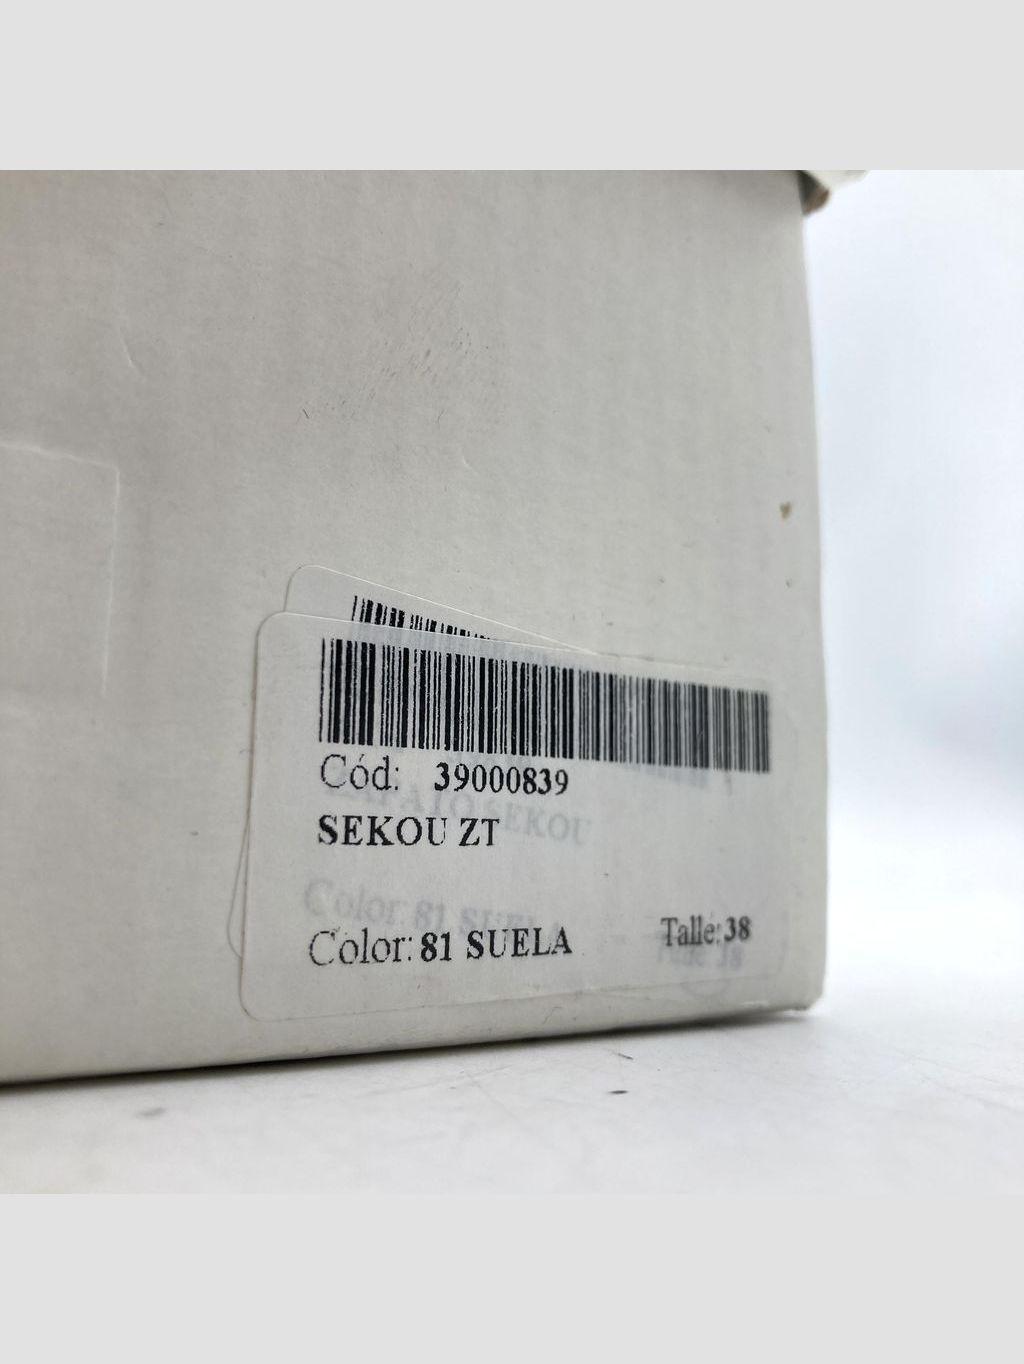 Cód: 39000839
SEKOU ZT
Color: 81 SUELA
Talle: 38